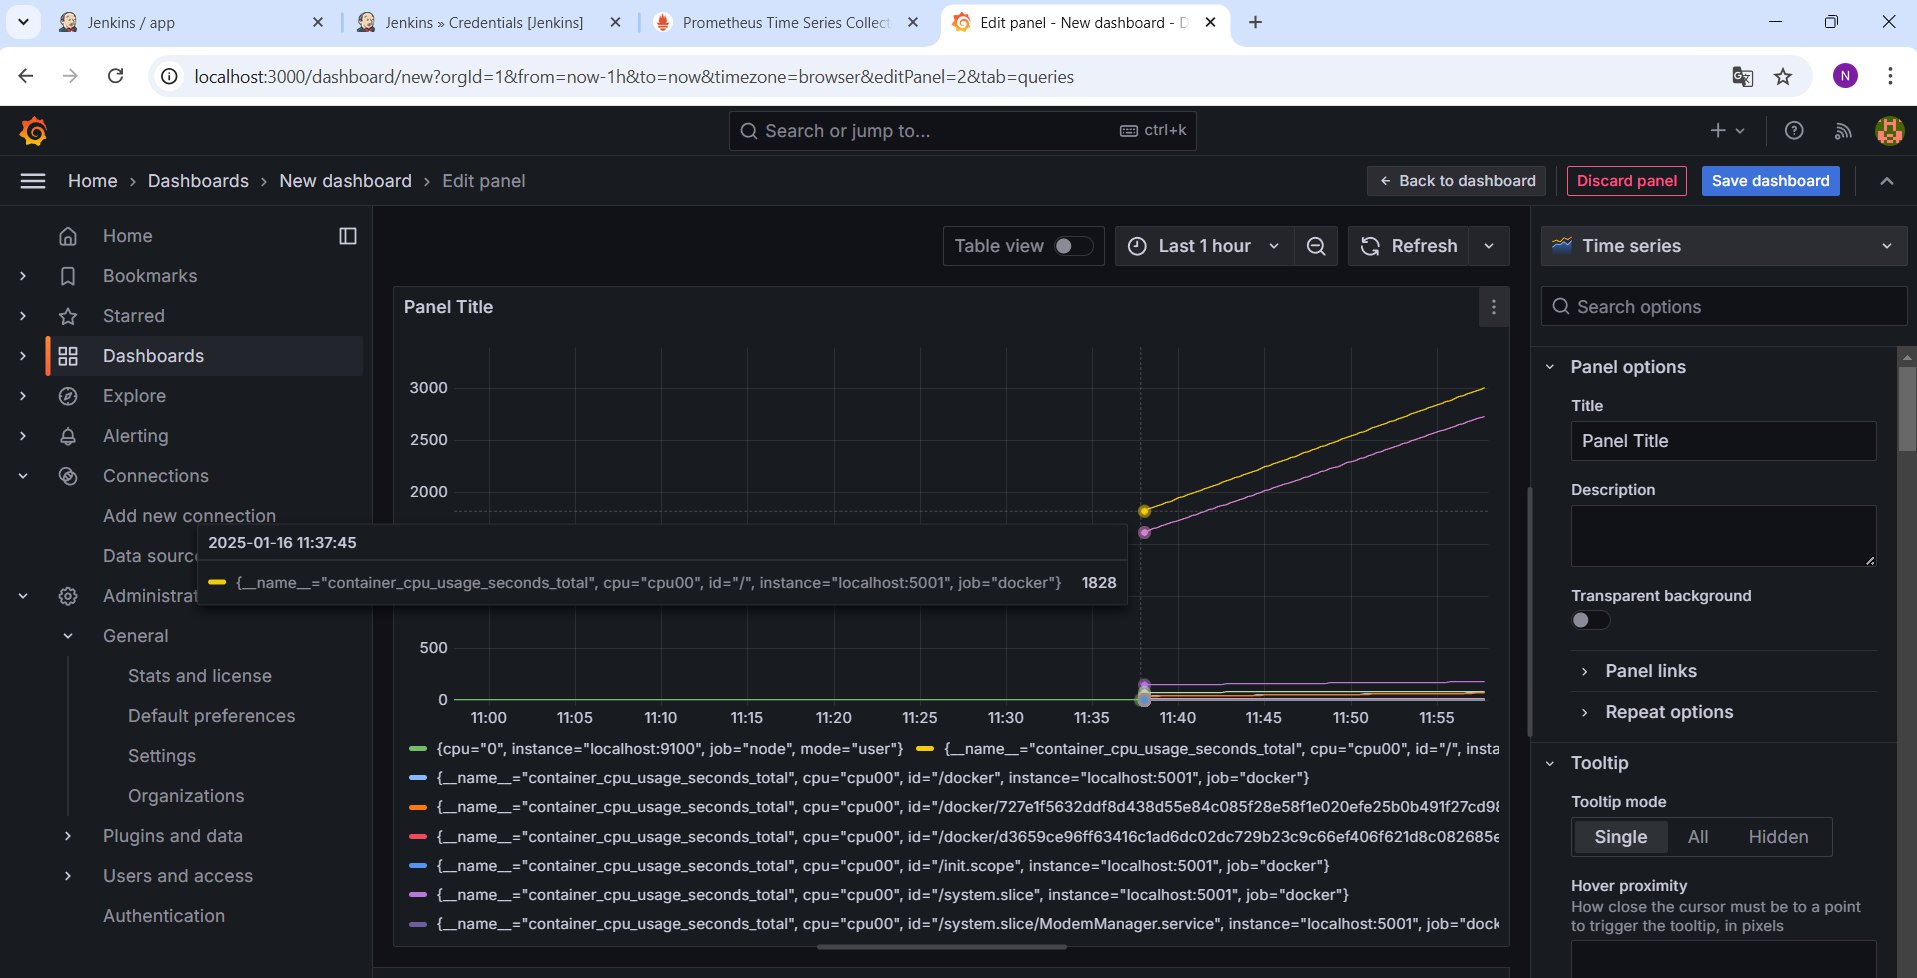 Jenkins / app
Jenkins » Credentials [Jenkins]
Prometheus Time Series Collect
Edit panel - New dashboard - D
localhost:3000/dashboard/new?orgId=1&from=now-1h&to=now&timezone=browser&editPanel=2&tab=queries
N
Search or jump to...
ctrl+k
Home › Dashboards › New dashboard › Edit panel
← Back to dashboard
Discard panel
Save dashboard
Home
Bookmarks
Starred
Dashboards
Explore
Alerting
Connections
Add new connection
Data sourc
Administrat
General
Stats and license
Default preferences
Settings
Organizations
Plugins and data
Users and access
Authentication
Table view
Last 1 hour
Refresh
Panel Title
3000
2500
2000
500
0
11:00 11:05 11:10 11:15 11:20 11:25 11:30 11:35 11:40 11:45 11:50 11:55
2025-01-16 11:37:45
{__name__="container_cpu_usage_seconds_total", cpu="cpu00", id="/", instance="localhost:5001", job="docker"} 1828
{cpu="0", instance="localhost:9100", job="node", mode="user"} {__name__="container_cpu_usage_seconds_total", cpu="cpu00", id="/", insta
{__name__="container_cpu_usage_seconds_total", cpu="cpu00", id="/docker", instance="localhost:5001", job="docker"}
{__name__="container_cpu_usage_seconds_total", cpu="cpu00", id="/docker/727e1f5632ddf8d438d55e84c085f28e58f1e020efe25b0b491f27cd98
{__name__="container_cpu_usage_seconds_total", cpu="cpu00", id="/docker/d3659ce96ff63416c1ad6dc02dc729b23c9c66ef406f621d8c082685e
{__name__="container_cpu_usage_seconds_total", cpu="cpu00", id="/init.scope", instance="localhost:5001", job="docker"}
{__name__="container_cpu_usage_seconds_total", cpu="cpu00", id="/system.slice", instance="localhost:5001", job="docker"}
{__name__="container_cpu_usage_seconds_total", cpu="cpu00", id="/system.slice/ModemManager.service", instance="localhost:5001", job="dock
Time series
Search options
Panel options
Title
Panel Title
Description
Transparent background
Panel links
Repeat options
Tooltip
Tooltip mode
Single All Hidden
Hover proximity
How close the cursor must be to a point
to trigger the tooltip, in pixels